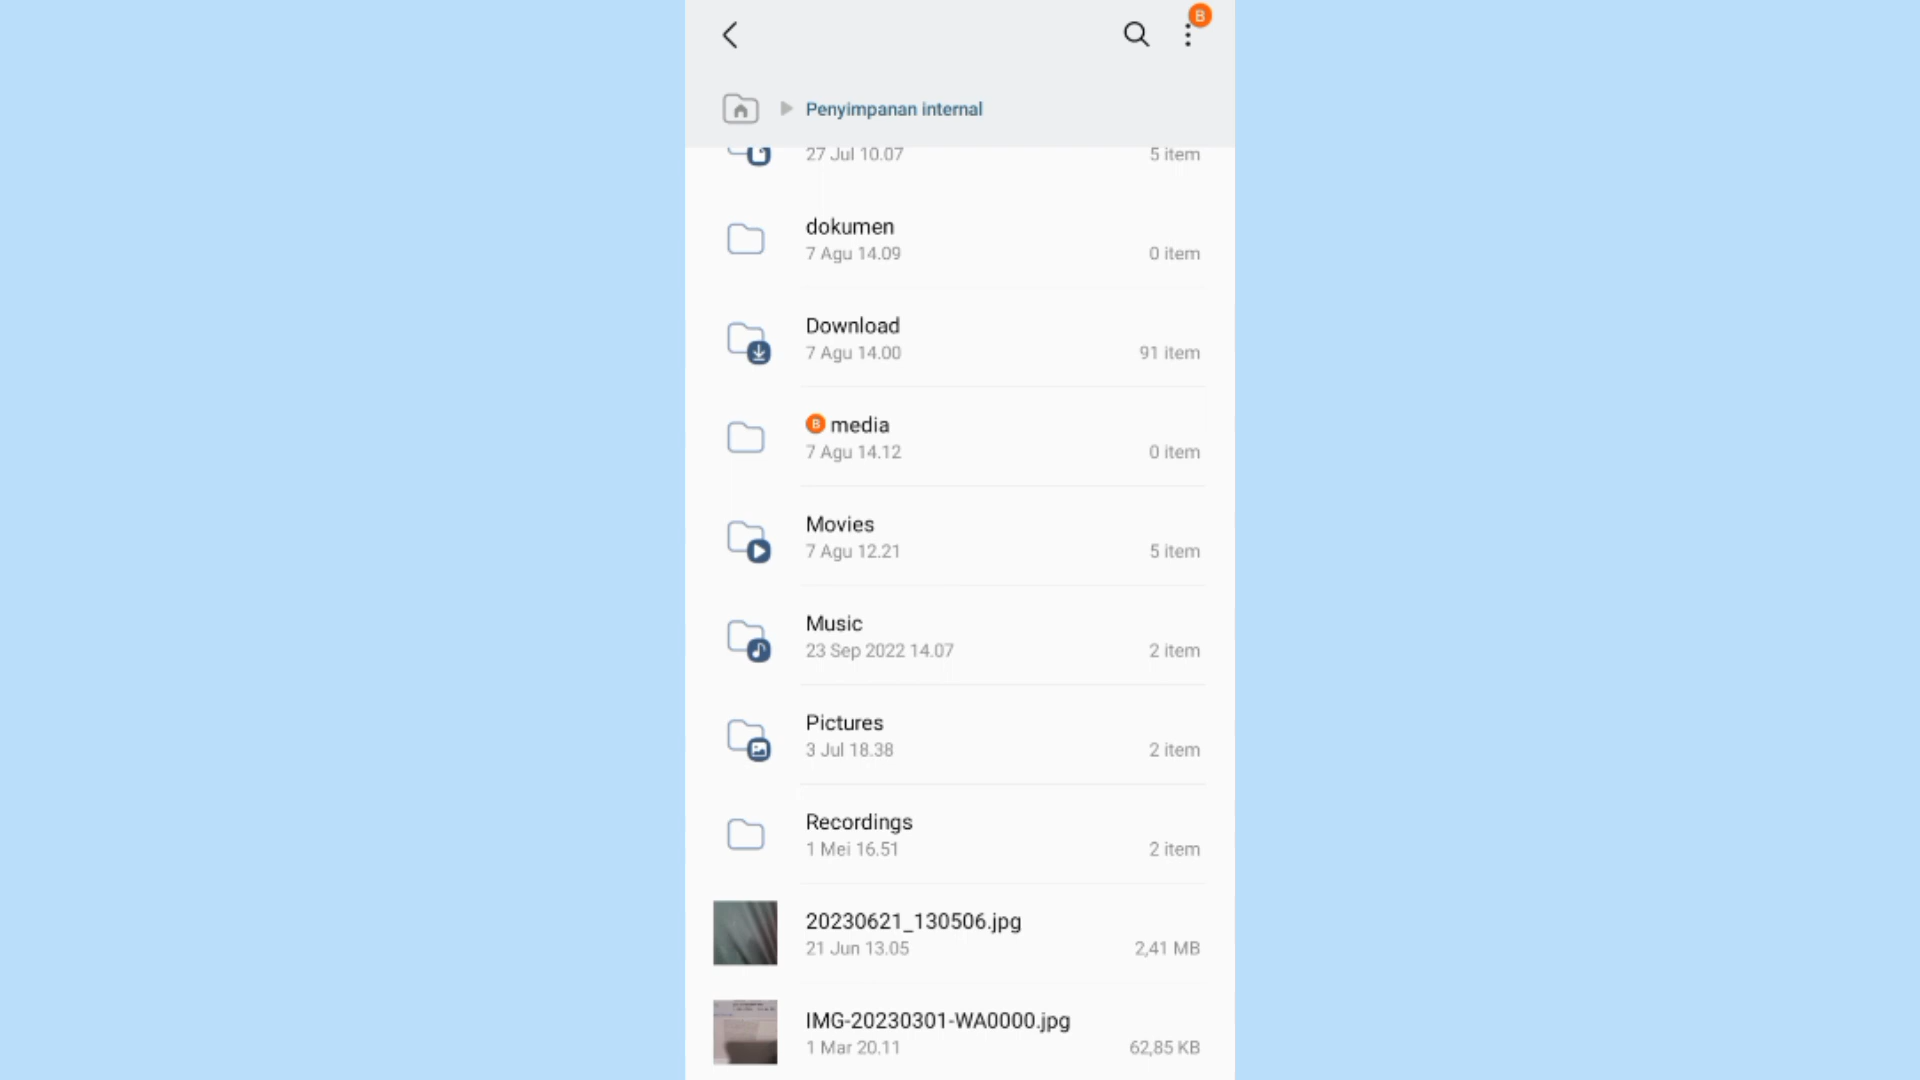 B
Penyimpanan internal
27 Jul 10.07 5 item
dokumen
7 Agu 14.09 0 item
Download
7 Agu 14.00 91 item
B media
7 Agu 14.12 0 item
Movies
7 Agu 12.21 5 item
Music
23 Sep 2022 14.07 2 item
Pictures
3 Jul 18.38 2 item
Recordings
1 Mei 16.51 2 item
20230621_130506.jpg
21 Jun 13.05 2,41 MB
IMG-20230301-WA0000.jpg
1 Mar 20.11 62,85 KB